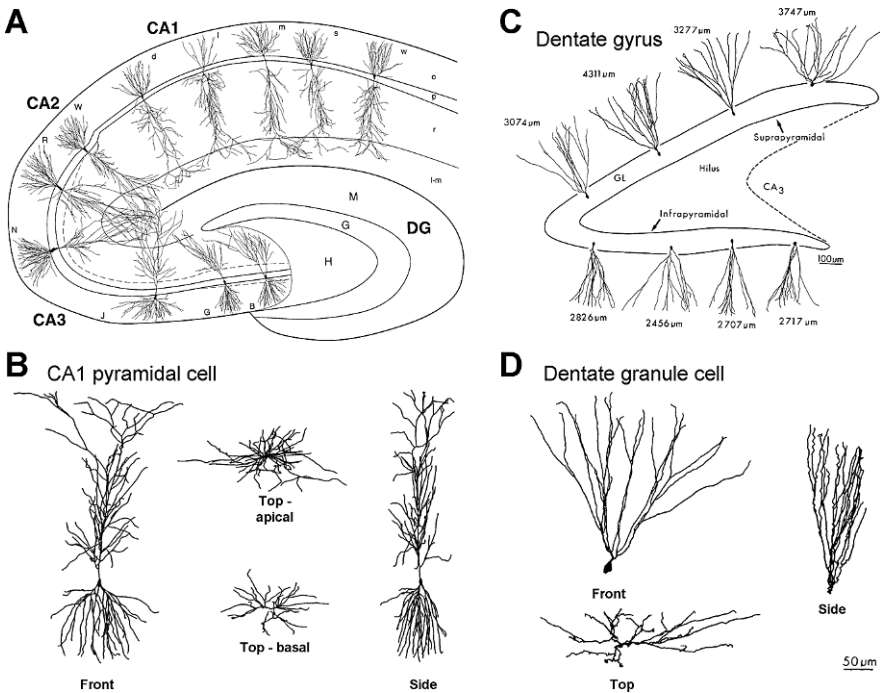 A
CA1
d
l
m
s
w
o
p
r
l-m
CA2
W
R
N
CA3
J
G
B
M
G
H
DG
C
Dentate gyrus
3074µm
4311µm
3277µm
3747µm
GL
Hilus
Suprapyramidal
CA3
Infrapyramidal
100µm
2826µm
2456µm
2707µm
2717µm
B
CA1 pyramidal cell
Top -
apical
Top - basal
Front
Side
D
Dentate granule cell
Front
Side
Top
50µm